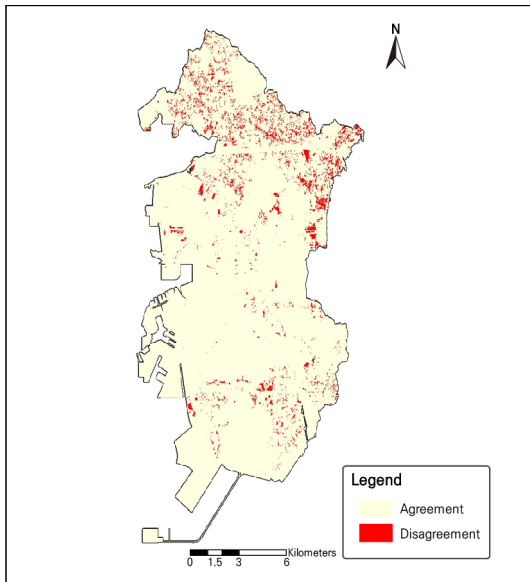 N
Legend
Agreement
Disagreement
Kilometers
0 1.5 3 6